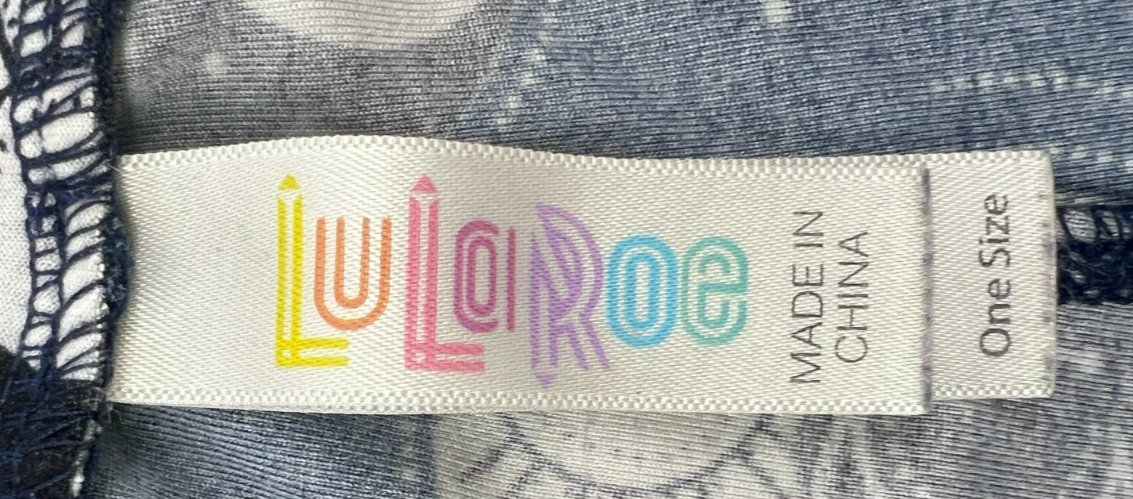 LuLaRoe
MADE IN
CHINA
One Size